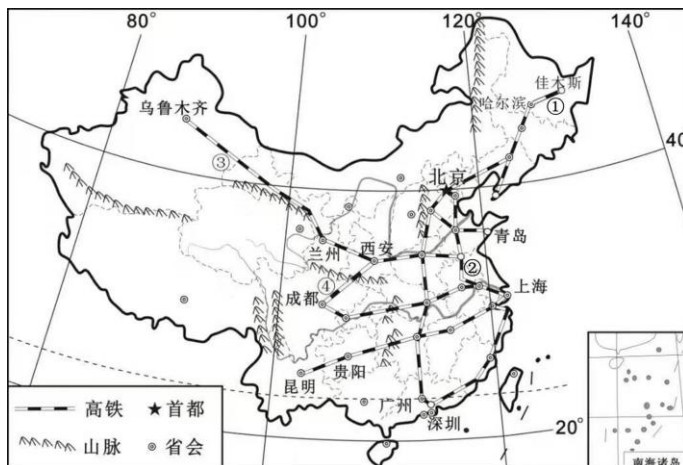 80°
100°
120°
140°
佳木斯
哈尔滨
①
乌鲁木齐
③
40
北京
兰州
西安
青岛
②
④
成都
上海
昆明
贵阳
广州
深圳
20°
高铁
首都
山脉
省会
南海诸岛